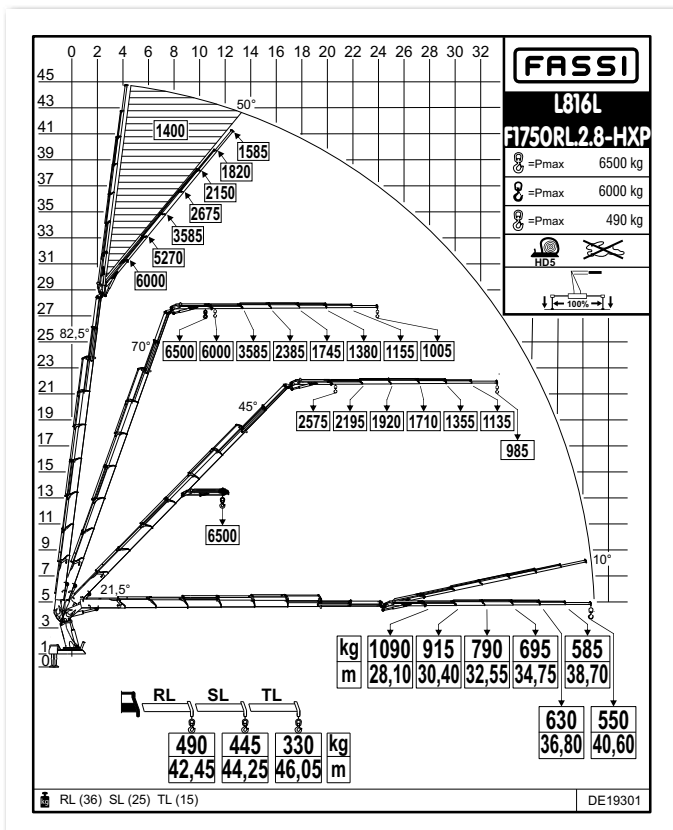 0 2 4 6 8 10 12 14 16 18 20 22 24 26 28 30 32
45
43
41
39
37
35
33
31
29
27
25
23
21
19
17
15
13
11
9
7
5
3
1
0
FASSI
L816L
F1750RL.2.8-HXP
=Pmax 6500 kg
=Pmax 6000 kg
=Pmax 490 kg
HD5
100%
50°
1400
1585
1820
2150
2675
3585
5270
6000
82,5°
70°
6500 6000 3585 2385 1745 1380 1155 1005
45°
2575 2195 1920 1710 1355 1135
985
6500
21,5°
10°
kg 1090 915 790 695 585
m 28,10 30,40 32,55 34,75 38,70
630 550
36,80 40,60
RL SL TL
490 445 330 kg
42,45 44,25 46,05 m
kg RL (36) SL (25) TL (15)
DE19301